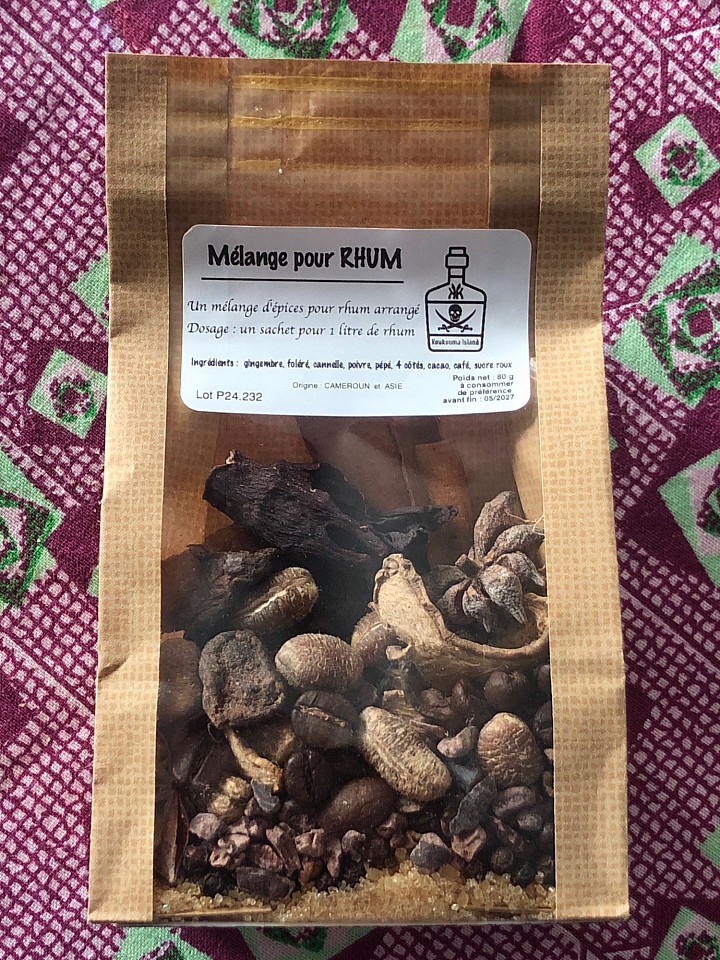 Mélange pour RHUM
Un mélange d'épices pour rhum arrangé
Dosage : un sachet pour 1 litre de rhum
Koukouma Island
Ingrédients : gingembre, foléré, cannelle, poivre, pépé, 4 côtés, cacao, café, sucre roux
Origine : CAMEROUN et ASIE
Lot P24.232
Poids net : 80 g
à consommer
de préférence
avant fin : 05/2027